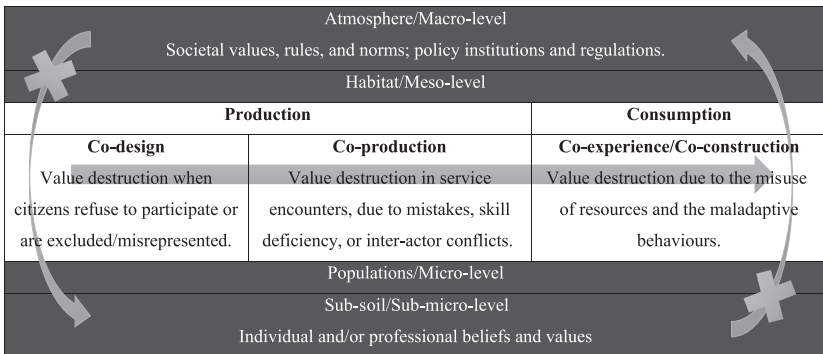 Atmosphere/Macro-level
Societal values, rules, and norms; policy institutions and regulations.
Habitat/Meso-level
Production
Consumption
Co-design
Value destruction when
citizens refuse to participate or
are excluded/misrepresented.
Co-production
Value destruction in service
encounters, due to mistakes, skill
deficiency, or inter-actor conflicts.
Co-experience/Co-construction
Value destruction due to the misuse
of resources and the maladaptive
behaviours.
Populations/Micro-level
Sub-soil/Sub-micro-level
Individual and/or professional beliefs and values